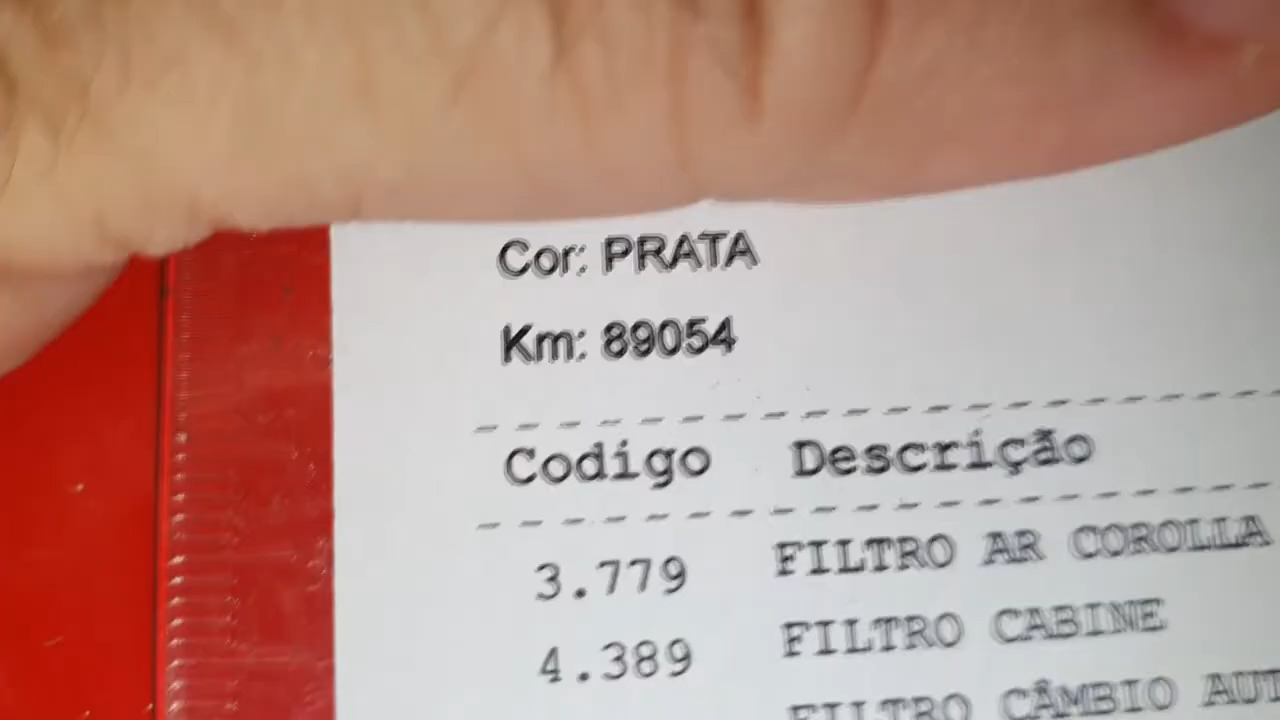 Cor: PRATA
Km: 89054
Codigo Descrição
3.779 FILTRO AR COROLLA
4.389 FILTRO CABINE
FILTRO CÂMBIO